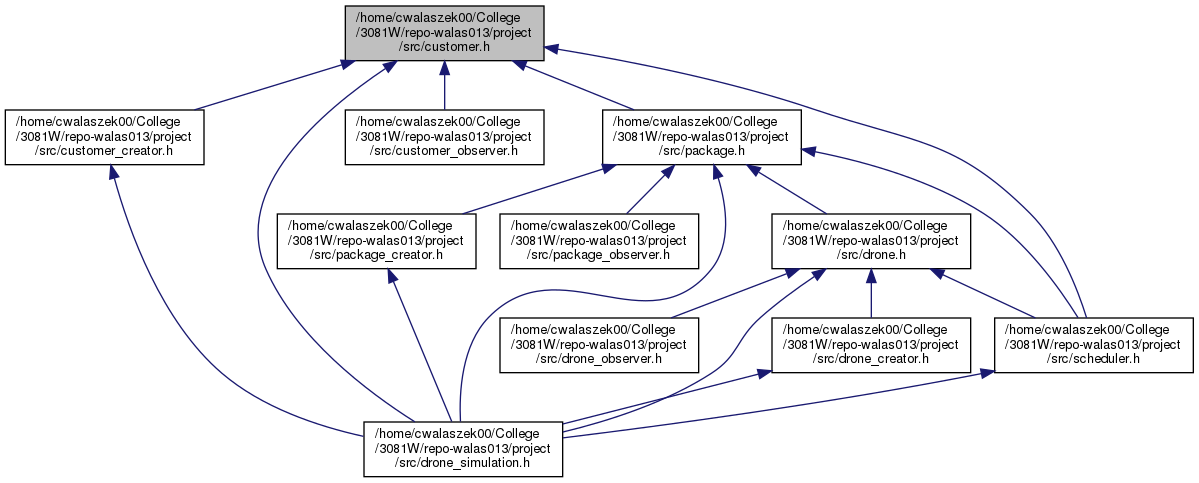 /home/cwalaszek00/College
/3081W/repo-walas013/project
/src/customer.h
/home/cwalaszek00/College
/3081W/repo-walas013/project
/src/customer_creator.h
/home/cwalaszek00/College
/3081W/repo-walas013/project
/src/customer_observer.h
/home/cwalaszek00/College
/3081W/repo-walas013/project
/src/package.h
/home/cwalaszek00/College
/3081W/repo-walas013/project
/src/package_creator.h
/home/cwalaszek00/College
/3081W/repo-walas013/project
/src/package_observer.h
/home/cwalaszek00/College
/3081W/repo-walas013/project
/src/drone.h
/home/cwalaszek00/College
/3081W/repo-walas013/project
/src/drone_observer.h
/home/cwalaszek00/College
/3081W/repo-walas013/project
/src/drone_creator.h
/home/cwalaszek00/College
/3081W/repo-walas013/project
/src/scheduler.h
/home/cwalaszek00/College
/3081W/repo-walas013/project
/src/drone_simulation.h